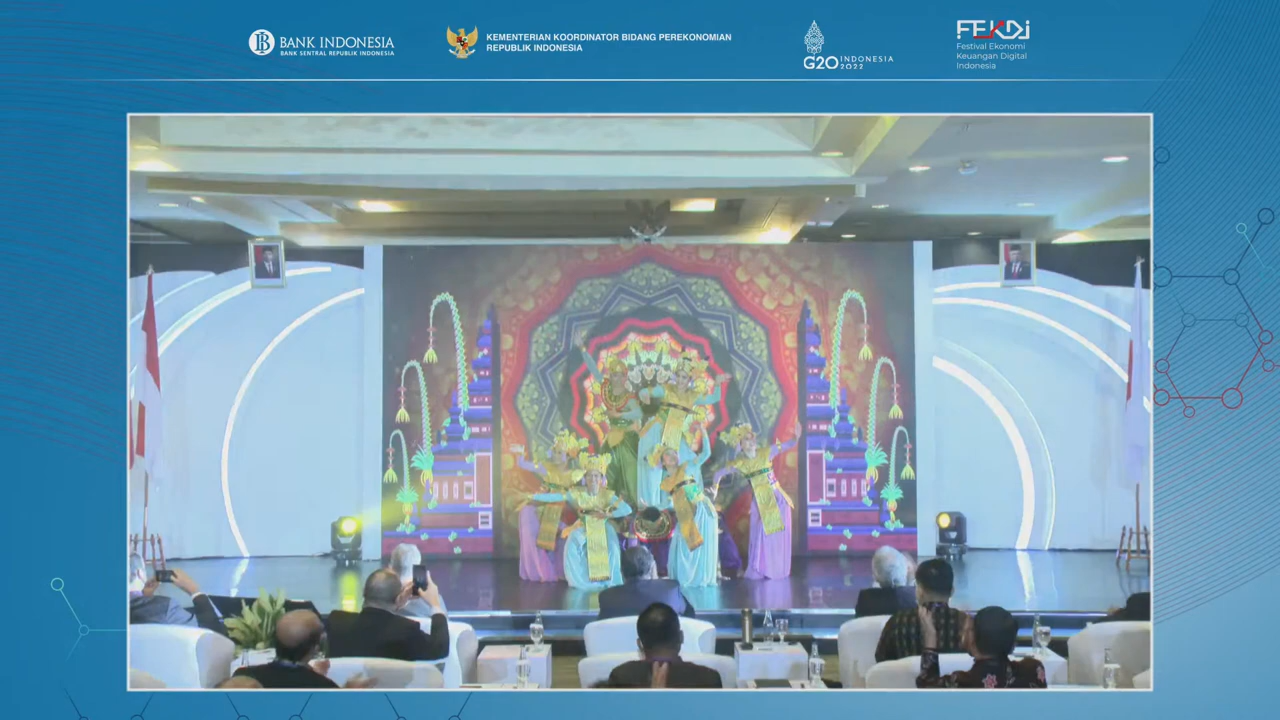 BANK INDONESIA
BANK SENTRAL REPUBLIK INDONESIA
KEMENTERIAN KOORDINATOR BIDANG PEREKONOMIAN
REPUBLIK INDONESIA
G20 INDONESIA
2022
FEKDI
Festival Ekonomi
Keuangan Digital
Indonesia